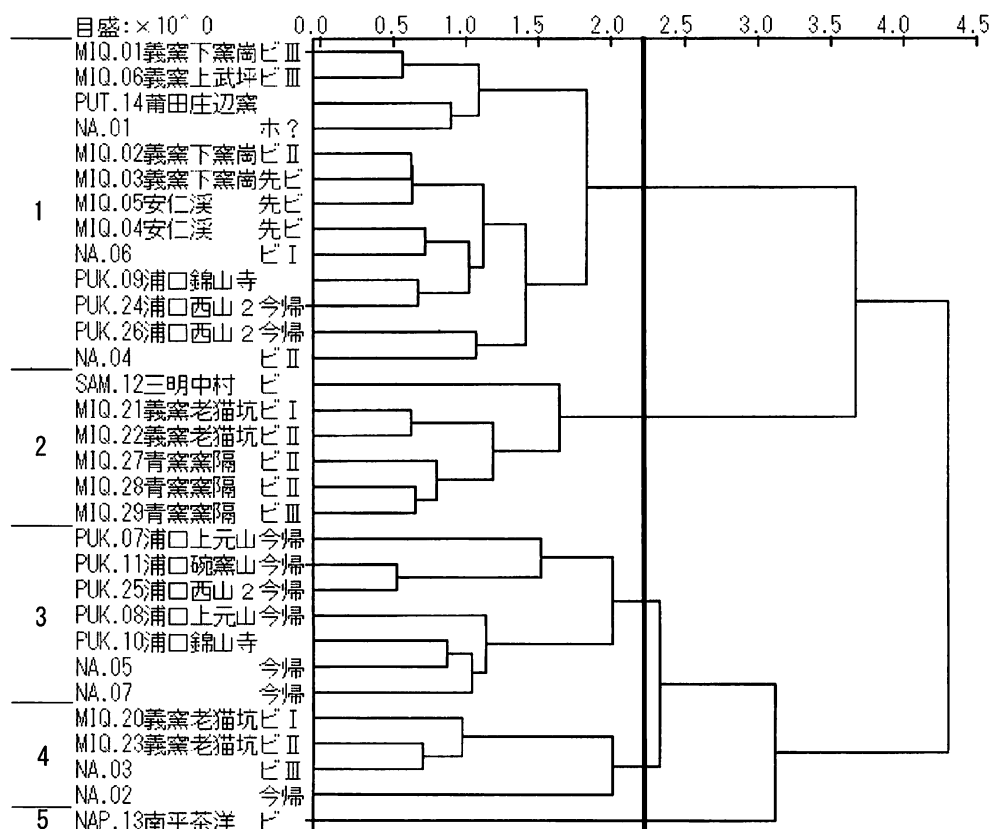 目盛:×10^ 0
0.0 0.5 1.0 1.5 2.0 2.5 3.0 3.5 4.0 4.5
MIQ.01義窯下窯崗ビⅢ
MIQ.06義窯上武坪ビⅢ
PUT.14莆田庄辺窯
NA.01 ホ?
MIQ.02義窯下窯崗ビⅡ
MIQ.03義窯下窯崗先ビ
1
MIQ.05安仁渓 先ビ
MIQ.04安仁渓 先ビ
NA.06 ビⅠ
PUK.09浦口錦山寺
PUK.24浦口西山2今帰
PUK.26浦口西山2今帰
NA.04 ビⅡ
SAM.12三明中村 ビ
MIQ.21義窯老猫坑ビⅠ
MIQ.22義窯老猫坑ビⅡ
2
MIQ.27青窯窯隔 ビⅡ
MIQ.28青窯窯隔 ビⅡ
MIQ.29青窯窯隔 ビⅢ
PUK.07浦口上元山今帰
PUK.11浦口碗窯山今帰
PUK.25浦口西山2今帰
3
PUK.08浦口上元山今帰
PUK.10浦口錦山寺
NA.05 今帰
NA.07 今帰
MIQ.20義窯老猫坑ビⅠ
MIQ.23義窯老猫坑ビⅡ
4
NA.03 ビⅢ
NA.02 今帰
5
NAP.13南平茶洋 ビ